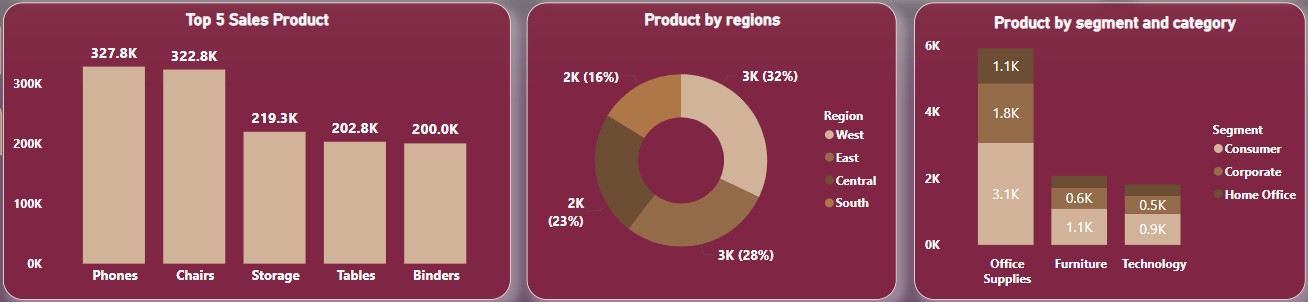 Top 5 Sales Product
327.8K
322.8K
300K
219.3K
202.8K
200.0K
200K
100K
0K
Phones
Chairs
Storage
Tables
Binders
Product by regions
2K (16%)
3K (32%)
2K
(23%)
3K (28%)
Region
West
East
Central
South
Product by segment and category
6K
4K
2K
0K
1.1K
1.8K
3.1K
0.6K
1.1K
0.5K
0.9K
Office
Supplies
Furniture
Technology
Segment
Consumer
Corporate
Home Office